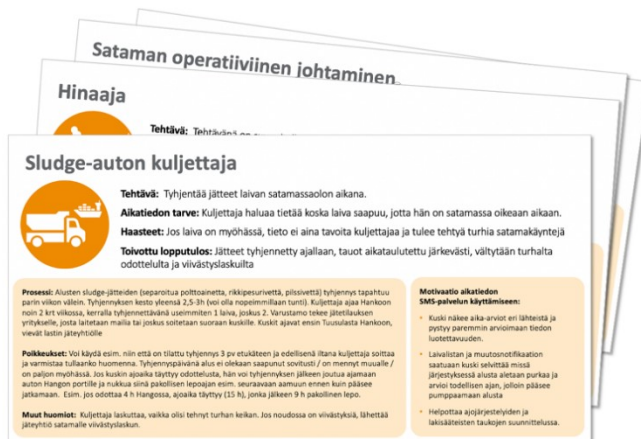 Sataman operatiivinen johtaminen
Hinaaja
Tehtävä: Tehtävänä on
Sludge-auton kuljettaja
Tehtävä: Tyhjentää jätteet laivan satamassaolon aikana.
Aikatiedon tarve: Kuljettaja haluaa tietää koska laiva saapuu, jotta hän on satamassa oikeaan aikaan.
Haasteet: Jos laiva on myöhässä, tieto ei aina tavoita kuljettajaa ja tulee tehtyä turhia satamakäyntejä
Toivottu lopputulos: Jätteet tyhjennetty ajallaan, tauot aikataulutettu järkevästi, vältytään turhalta
odottelulta ja viivästyslaskuilta
Prosessi: Alusten sludge-jätteiden (separoitua polttoainetta, rikkipesurivettä, pilssivettä) tyhjennys tapahtuu
parin viikon välein. Tyhjennyksen kesto yleensä 2,5-3h (voi olla nopeimmillan tunti). Kuljettaja ajaa Hankoon
noin 2 krt viikossa, kerralla tyhjennettävänä useimmiten 1 laiva, joskus 2. Varustamo tekee jätetilauksen
yritykselle, josta laitetaan mailia tai joskus soitetaan suoraan kuskille. Kuskit ajavat ensin Tuusulasta Hankoon,
vievät lastin jäteyhtiölle
Poikkeukset: Voi käydä esim. niin että on tilattu tyhjennys 3 pv etukäteen ja edellisenä iltana kuljettaja soittaa
ja varmistaa tullaanko huomenna. Tyhjennyspäivänä alus ei olekaan saapunut sovitusti / on mennyt muualle /
on paljon myöhässä. Jos kuskin ajoaika täyttyy odottelusta, hän voi tyhjennyksen jälkeen joutua ajamaan
auton Hangon portille ja nukkua siinä pakollisen lepoajan esim. seuraavaan aamuun ennen kuin pääsee
jatkamaan. Esim. jos odottaa 4 h Hangossa, ajoaika täyttyy (15 h), jonka jälkeen 9 h pakollinen lepo.
Muut huomiot: Kuljettaja laskuttaa, vaikka olisi tehnyt turhan keikan. Jos noudossa on viivästyksiä, lähettää
jäteyhtiö satamalle viivästyslaskun.
Motivaatio aikatiedon
SMS-palvelun käyttämiseen:
• Kuski näkee aika-arviot eri lähteistä ja
pystyy paremmin arvioimaan tiedon
luotettavuuden.
• Laivalistan ja muutosnotifikaation
saatuaan kuski selvittää missä
järjestyksessä alusta aletaan purkaa ja
arvioi todellisen ajan, jolloin pääsee
pumppaamaan alusta
• Helpottaa ajojärjestelyiden ja
lakisääteisten taukojen suunnittelussa.